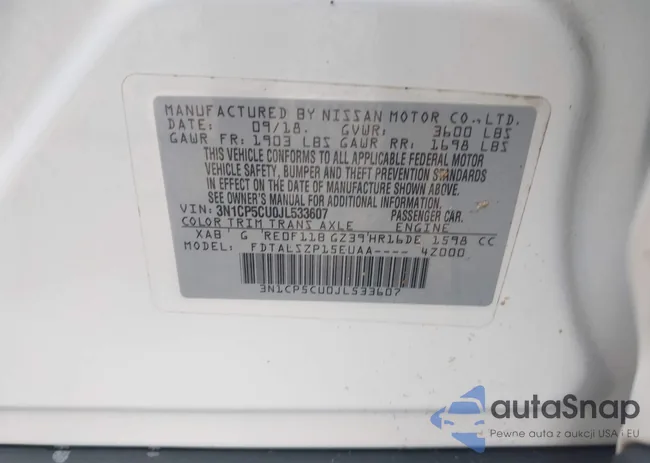 MANUFACTURED BY NISSAN MOTOR CO.,LTD.
DATE: 09/18. GVWR: 3600 LBS
GAWR FR: 1903 LBS GAWR RR: 1698 LBS
THIS VEHICLE CONFORMS TO ALL APPLICABLE FEDERAL MOTOR
VEHICLE SAFETY, BUMPER AND THEFT PREVENTION STANDARDS
IN EFFECT ON THE DATE OF MANUFACTURE SHOWN ABOVE.
SEE OWNER'S MANUAL FOR ADDITIONAL INFORMATION.
VIN: 3N1CP5CU0JL533607 PASSENGER CAR.
COLOR TRIM TRANS AXLE ENGINE
XAB G RE0F11B GZ39 HR16DE 1598 CC
MODEL: FDTALSZP15EUAA---- 4Z000
3N1CP5CU0JL533607
autaSnap
Pewne auta z aukcji USA i EU